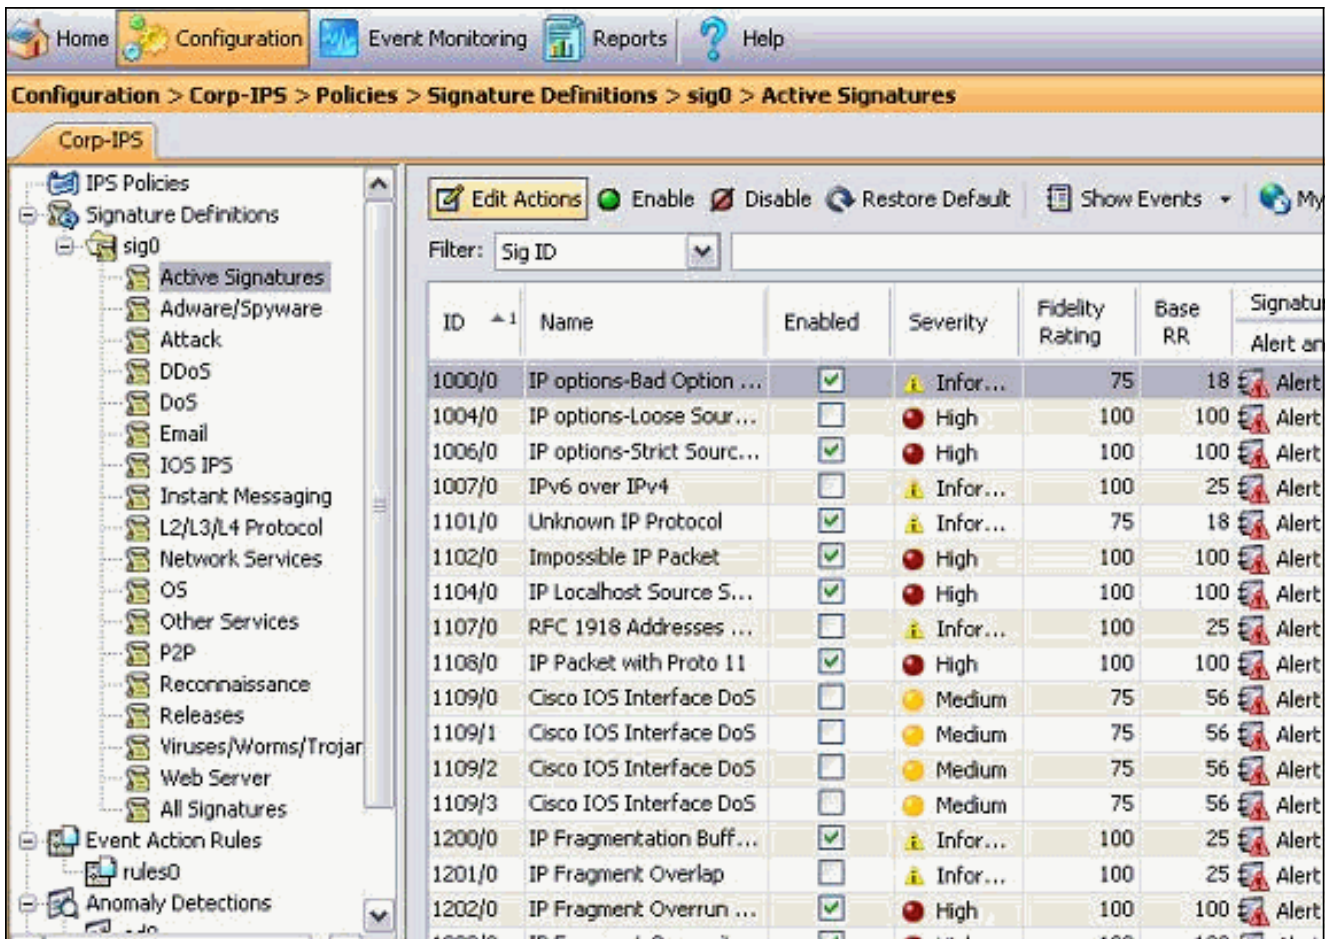 Home Configuration Event Monitoring Reports Help
Configuration > Corp-IPS > Policies > Signature Definitions > sig0 > Active Signatures
Corp-IPS
IPS Policies
Signature Definitions
sig0
Active Signatures
Adware/Spyware
Attack
DDoS
DoS
Email
IOS IPS
Instant Messaging
L2/L3/L4 Protocol
Network Services
OS
Other Services
P2P
Reconnaissance
Releases
Viruses/Worms/Trojar
Web Server
All Signatures
Event Action Rules
rules0
Anomaly Detections
Edit Actions Enable Disable Restore Default Show Events My
Filter: Sig ID
ID 1 Name Enabled Severity Fidelity Rating Base RR Signatu
Alert an
1000/0 IP options-Bad Option ... Infor... 75 18 Alert
1004/0 IP options-Loose Sour... High 100 100 Alert
1006/0 IP options-Strict Sourc... High 100 100 Alert
1007/0 IPv6 over IPv4 Infor... 100 25 Alert
1101/0 Unknown IP Protocol Infor... 75 18 Alert
1102/0 Impossible IP Packet High 100 100 Alert
1104/0 IP Localhost Source S... High 100 100 Alert
1107/0 RFC 1918 Addresses ... Infor... 100 25 Alert
1108/0 IP Packet with Proto 11 High 100 100 Alert
1109/0 Cisco IOS Interface DoS Medium 75 56 Alert
1109/1 Cisco IOS Interface DoS Medium 75 56 Alert
1109/2 Cisco IOS Interface DoS Medium 75 56 Alert
1109/3 Cisco IOS Interface DoS Medium 75 56 Alert
1200/0 IP Fragmentation Buff... Infor... 100 25 Alert
1201/0 IP Fragment Overlap Infor... 100 25 Alert
1202/0 IP Fragment Overrun ... High 100 100 Alert